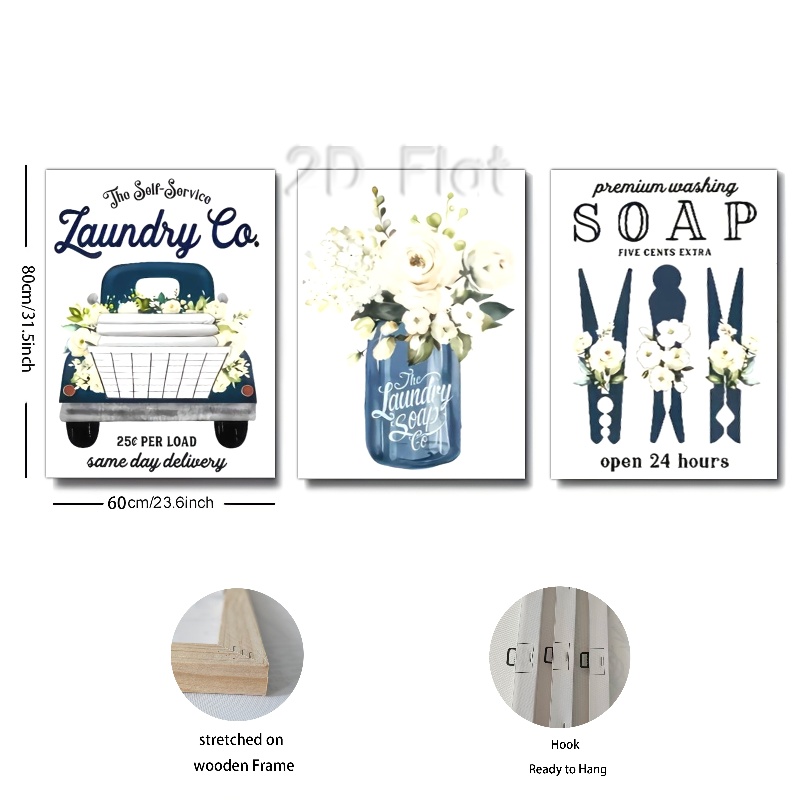 2D Flat
The Self-Service
Laundry Co.
25¢ PER LOAD
same day delivery
The
Laundry
Soap
Co
premium washing
SOAP
FIVE CENTS EXTRA
open 24 hours
80cm/31.5inch
60cm/23.6inch
stretched on
wooden Frame
Hook
Ready to Hang